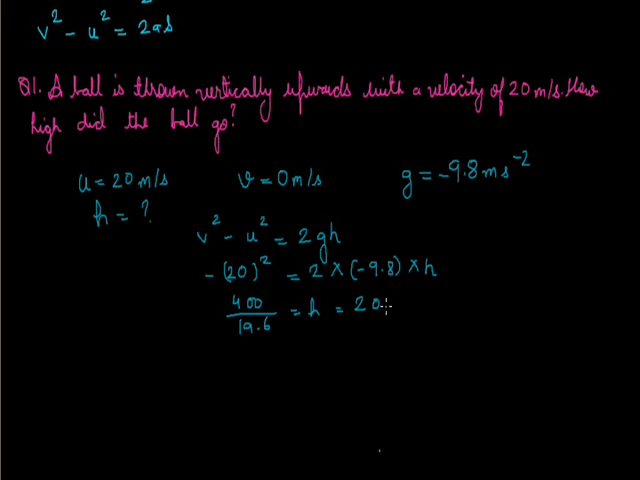 v² - u² = 2as
Q1. A ball is thrown vertically upwards with a velocity of 20 m/s. How
high did the ball go?
u = 20 m/s v = 0 m/s g = -9.8 ms⁻²
h = ?
v² - u² = 2gh
- (20)² = 2 × (-9.8) × h
400/19.6 = h = 20